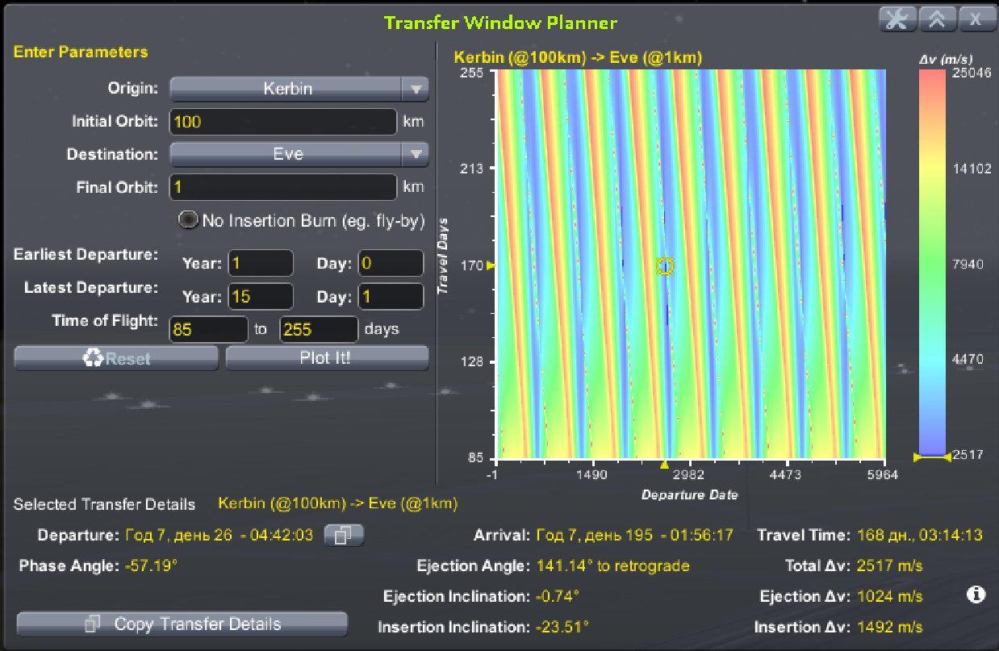 Transfer Window Planner
X
Enter Parameters
Origin: Kerbin
Initial Orbit: 100 km
Destination: Eve
Final Orbit: 1 km
No Insertion Burn (eg. fly-by)
Earliest Departure: Year: 1 Day: 0
Latest Departure: Year: 15 Day: 1
Time of Flight: 85 to 255 days
Reset Plot It!
Kerbin (@100km) -> Eve (@1km)
Δv (m/s)
255
213
170
128
85
Travel Days
-1 1490 2982 4473 5964
Departure Date
25046
14102
7940
4470
2517
Selected Transfer Details Kerbin (@100km) -> Eve (@1km)
Departure: Год 7, день 26 - 04:42:03 Arrival: Год 7, день 195 - 01:56:17 Travel Time: 168 дн., 03:14:13
Phase Angle: -57.19° Ejection Angle: 141.14° to retrograde Total Δv: 2517 m/s
Ejection Inclination: -0.74° Ejection Δv: 1024 m/s
Copy Transfer Details Insertion Inclination: -23.51° Insertion Δv: 1492 m/s